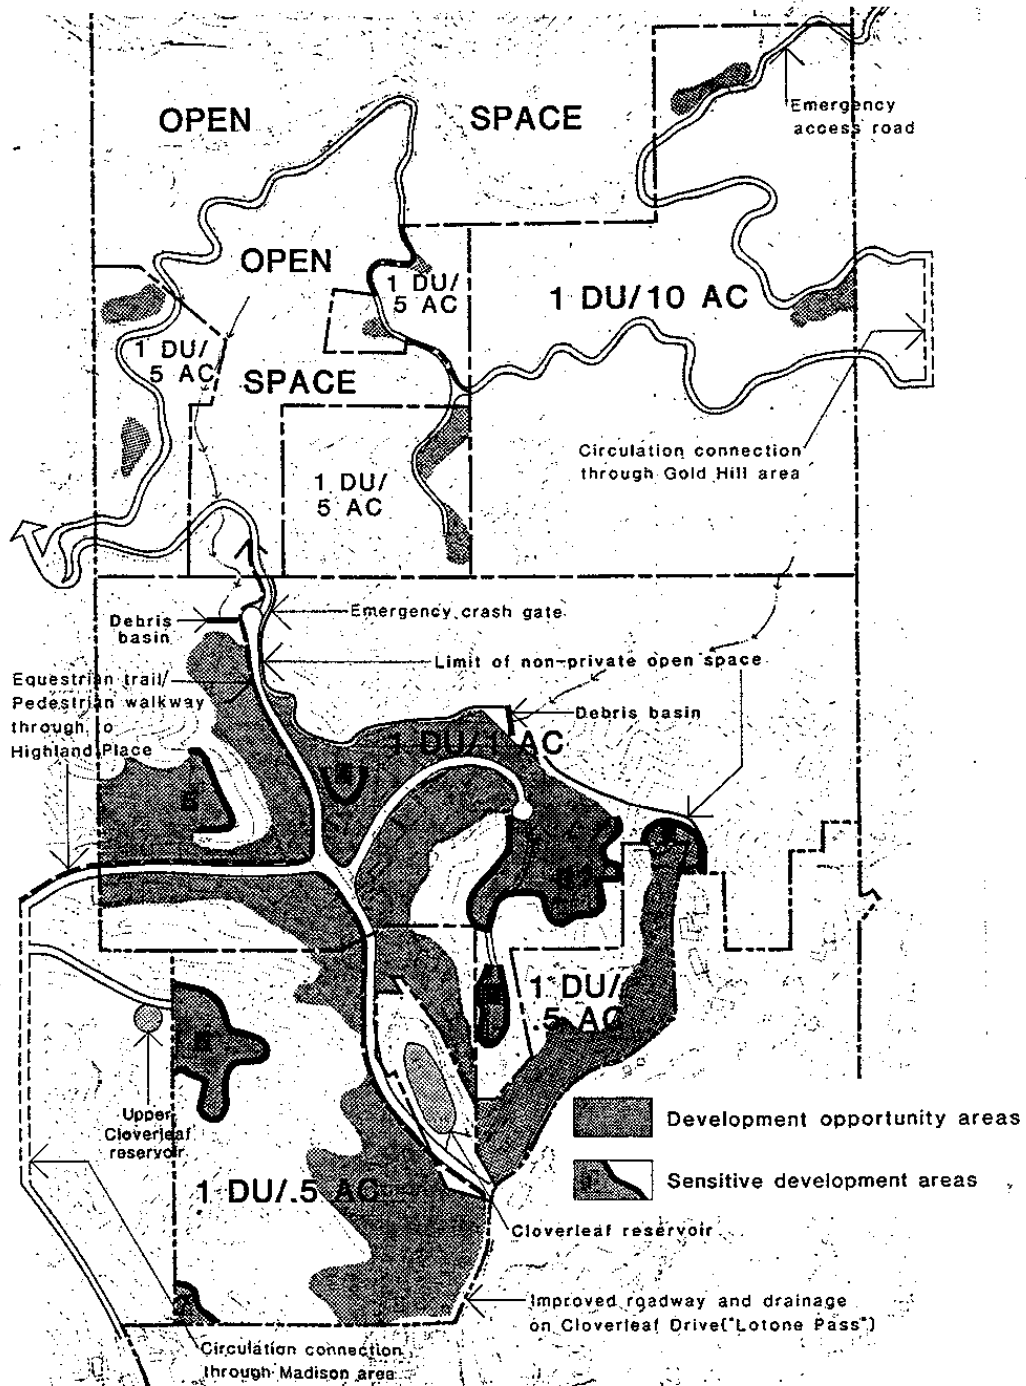 OPEN
SPACE
Emergency
access road
OPEN
1 DU/
5 AC
1 DU/10 AC
1 DU/
5 AC
SPACE
Circulation connection
through Gold Hill area
1 DU/
5 AC
Emergency crash gate
Debris
basin
Limit of non-private open space
Equestrian trail/
Pedestrian walkway
through to
Highland Place
Debris basin
1 DU/1 AC
1 DU/
.5 AC
Upper
Cloverleaf
reservoir
Development opportunity areas
Sensitive development areas
1 DU/.5 AC
Cloverleaf reservoir
Improved roadway and drainage
on Cloverleaf Drive("Lotone Pass")
Circulation connection
through Madison area